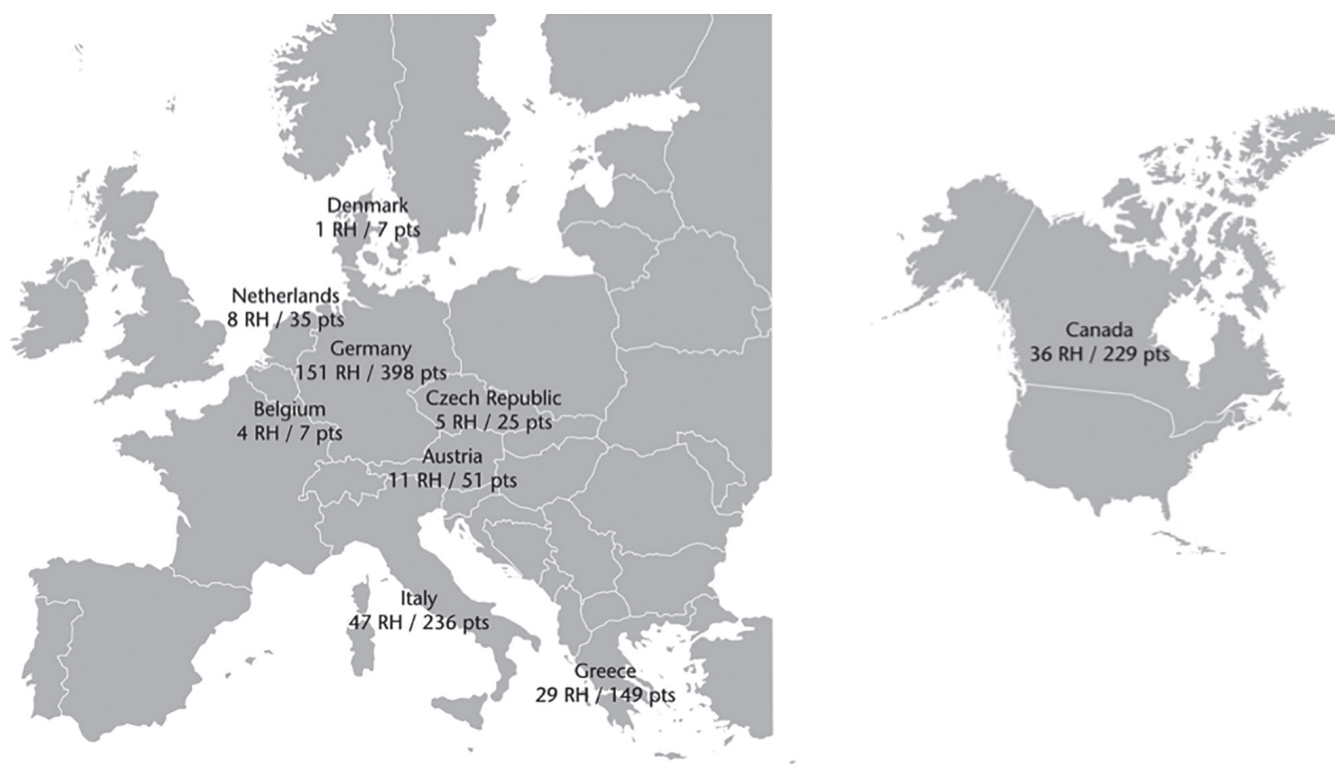 Denmark
1 RH / 7 pts
Netherlands
8 RH / 35 pts
Germany
151 RH / 398 pts
Czech Republic
5 RH / 25 pts
Belgium
4 RH / 7 pts
Austria
11 RH / 51 pts
Italy
47 RH / 236 pts
Greece
29 RH / 149 pts
Canada
36 RH / 229 pts